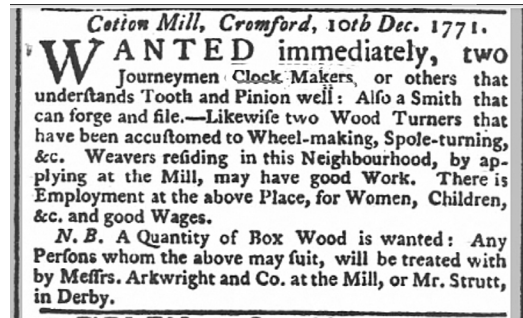 Cotton Mill, Cromford, 10th Dec. 1771.
WANTED immediately, two
Journeymen Clock Makers, or others that
underſtands Tooth and Pinion well: Alſo a Smith that
can forge and file.—Likewiſe two Wood Turners that
have been accuſtomed to Wheel-making, Spole-turning,
&c. Weavers reſiding in this Neighbourhood, by ap-
plying at the Mill, may have good Work. There is
Employment at the above Place, for Women, Children,
&c. and good Wages.
N. B. A Quantity of Box Wood is wanted: Any
Perſons whom the above may ſuit, will be treated with
by Meſſrs. Arkwright and Co. at the Mill, or Mr. Strutt,
in Derby.